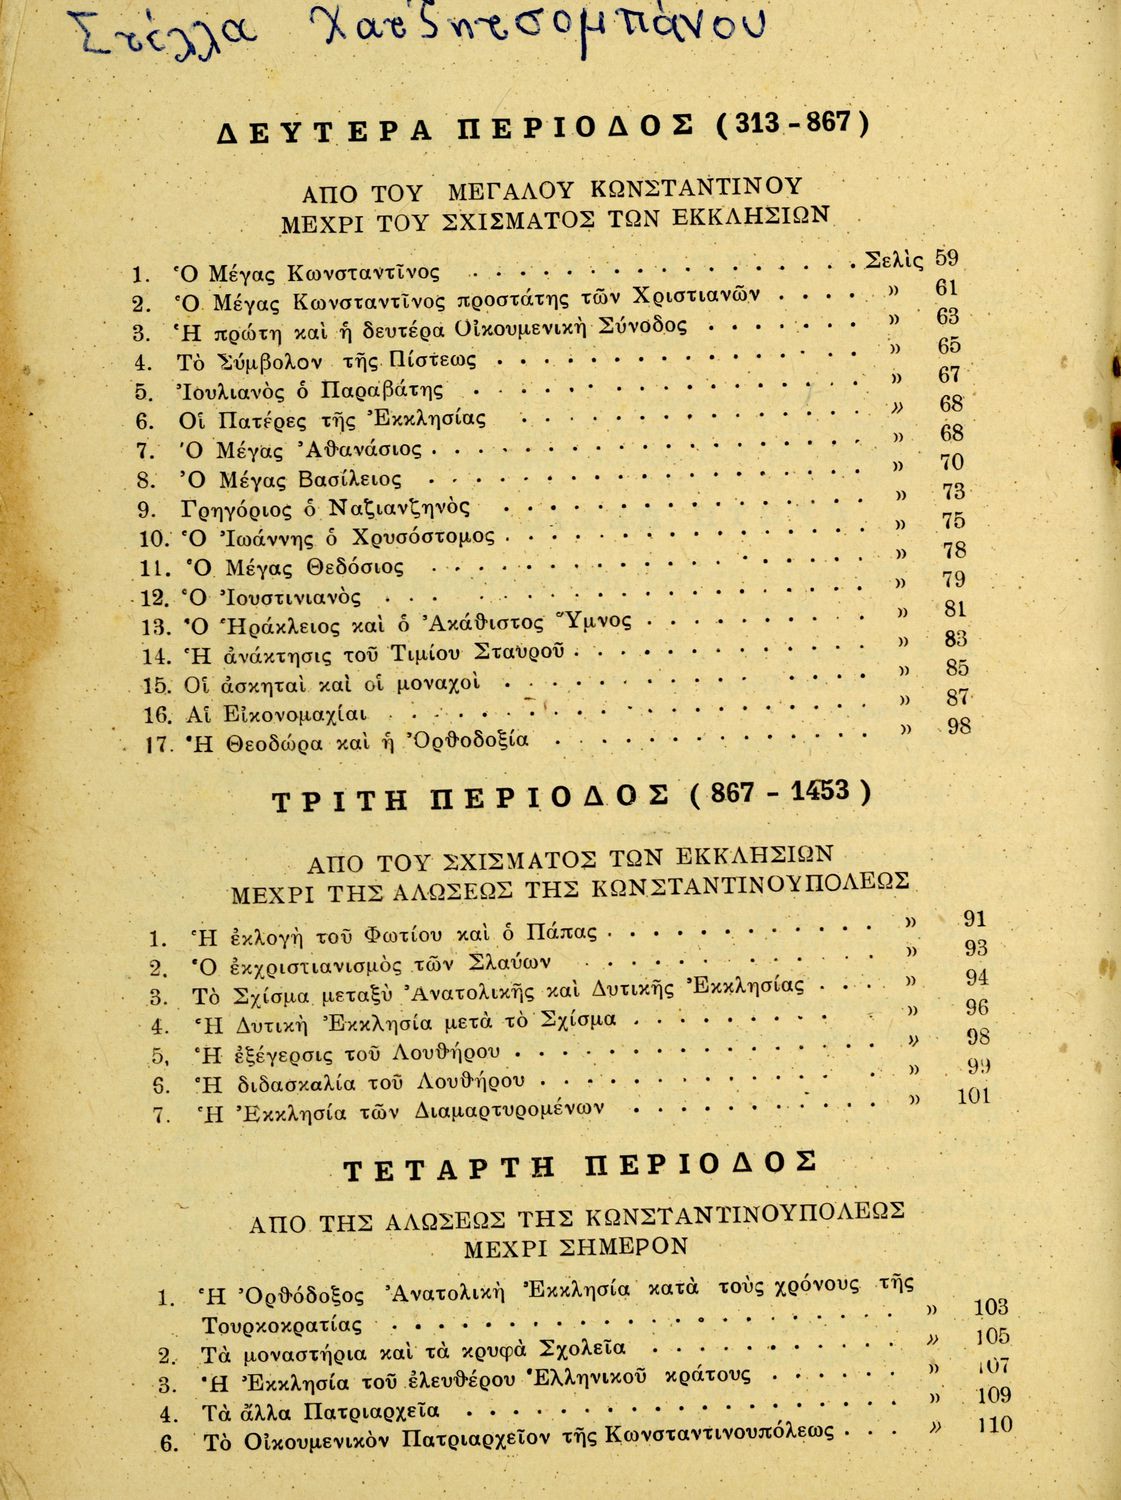 Στέλλα Χατζητσομπάνου
ΔΕΥΤΕΡΑ ΠΕΡΙΟΔΟΣ (313-867)
ΑΠΟ ΤΟΥ ΜΕΓΑΛΟΥ ΚΩΝΣΤΑΝΤΙΝΟΥ
ΜΕΧΡΙ ΤΟΥ ΣΧΙΣΜΑΤΟΣ ΤΩΝ ΕΚΚΛΗΣΙΩΝ
1. Ὁ Μέγας Κωνσταντῖνος . . . . . . . . . . . . . . . . . Σελὶς 59
2. Ὁ Μέγας Κωνσταντῖνος προστάτης τῶν Χριστιανῶν . . . . » 61
3. Ἡ πρώτη καὶ ἡ δευτέρα Οἰκουμενικὴ Σύνοδος . . . . . . . » 63
4. Τὸ Σύμβολον τῆς Πίστεως . . . . . . . . . . . . . . . . » 65
5. Ἰουλιανὸς ὁ Παραβάτης . . . . . . . . . . . . . . . . . » 67
6. Οἱ Πατέρες τῆς Ἐκκλησίας . . . . . . . . . . . . . . . » 68
7. Ὁ Μέγας Ἀθανάσιος . . . . . . . . . . . . . . . . . . . » 68
8. Ὁ Μέγας Βασίλειος . . . . . . . . . . . . . . . . . . . » 70
9. Γρηγόριος ὁ Ναζιανζηνὸς . . . . . . . . . . . . . . . . » 73
10. Ὁ Ἰωάννης ὁ Χρυσόστομος . . . . . . . . . . . . . . . . » 75
11. Ὁ Μέγας Θεδόσιος . . . . . . . . . . . . . . . . . . . » 78
12. Ὁ Ἰουστινιανὸς . . . . . . . . . . . . . . . . . . . . » 79
13. Ὁ Ἡράκλειος καὶ ὁ Ἀκάθιστος Ὕμνος . . . . . . . . . . » 81
14. Ἡ ἀνάκτησις τοῦ Τιμίου Σταυροῦ . . . . . . . . . . . . . » 83
15. Οἱ ἀσκηταὶ καὶ οἱ μοναχοὶ . . . . . . . . . . . . . . . » 85
16. Αἱ Εἰκονομαχίαι . . . . . . . . . . . . . . . . . . . . » 87
17. Ἡ Θεοδώρα καὶ ἡ Ὀρθοδοξία . . . . . . . . . . . . . . » 98
ΤΡΙΤΗ ΠΕΡΙΟΔΟΣ (867 - 1453)
ΑΠΟ ΤΟΥ ΣΧΙΣΜΑΤΟΣ ΤΩΝ ΕΚΚΛΗΣΙΩΝ
ΜΕΧΡΙ ΤΗΣ ΑΛΩΣΕΩΣ ΤΗΣ ΚΩΝΣΤΑΝΤΙΝΟΥΠΟΛΕΩΣ
1. Ἡ ἐκλογὴ τοῦ Φωτίου καὶ ὁ Πάπας . . . . . . . . . . . . » 91
2. Ὁ ἐκχριστιανισμὸς τῶν Σλαύων . . . . . . . . . . . . . » 93
3. Τὸ Σχίσμα μεταξὺ Ἀνατολικῆς καὶ Δυτικῆς Ἐκκλησίας . . . . » 94
4. Ἡ Δυτικὴ Ἐκκλησία μετὰ τὸ Σχίσμα . . . . . . . . . . . » 96
5, Ἡ ἐξέγερσις τοῦ Λουθήρου . . . . . . . . . . . . . . . . » 98
6. Ἡ διδασκαλία τοῦ Λουθήρου . . . . . . . . . . . . . . . » 99
7. Ἡ Ἐκκλησία τῶν Διαμαρτυρομένων . . . . . . . . . . . » 101
ΤΕΤΑΡΤΗ ΠΕΡΙΟΔΟΣ
ΑΠΟ ΤΗΣ ΑΛΩΣΕΩΣ ΤΗΣ ΚΩΝΣΤΑΝΤΙΝΟΥΠΟΛΕΩΣ
ΜΕΧΡΙ ΣΗΜΕΡΟΝ
1. Ἡ Ὀρθόδοξος Ἀνατολικὴ Ἐκκλησία κατὰ τοὺς χρόνους τῆς
Τουρκοκρατίας . . . . . . . . . . . . . . . . . . . . » 103
2. Τὰ μοναστήρια καὶ τὰ κρυφὰ Σχολεῖα . . . . . . . . . . » 105
3. Ἡ Ἐκκλησία τοῦ ἐλευθέρου Ἑλληνικοῦ κράτους . . . . . . » 107
4. Τὰ ἄλλα Πατριαρχεῖα . . . . . . . . . . . . . . . . . . » 109
6. Τὸ Οἰκουμενικὸν Πατριαρχεῖον τῆς Κωνσταντινουπόλεως . . . » 110